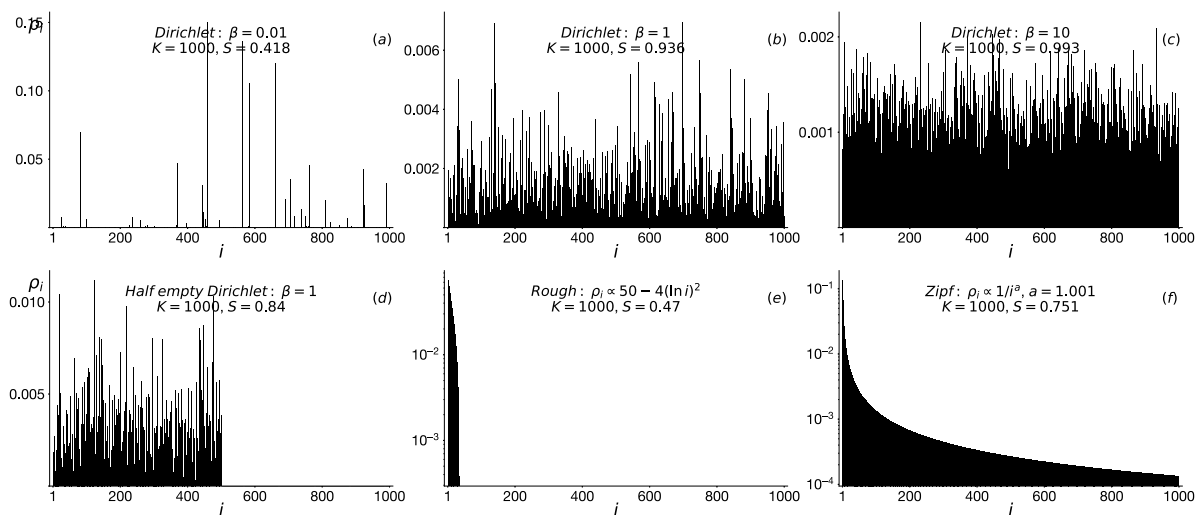 ρi
0.15
0.10
0.05
Dirichlet : β = 0.01
K = 1000, S = 0.418
(a)
1 200 400 600 800 1000
i
0.006
0.004
0.002
Dirichlet : β = 1
K = 1000, S = 0.936
(b)
1 200 400 600 800 1000
i
0.002
0.001
Dirichlet : β = 10
K = 1000, S = 0.993
(c)
1 200 400 600 800 1000
i
ρi
0.010
0.005
Half empty Dirichlet : β = 1
K = 1000, S = 0.84
(d)
1 200 400 600 800 1000
i
10⁻²
10⁻³
Rough : ρi ∝ 50 − 4(ln i)²
K = 1000, S = 0.47
(e)
1 200 400 600 800 1000
i
10⁻¹
10⁻²
10⁻³
10⁻⁴
Zipf : ρi ∝ 1/iᵃ, a = 1.001
K = 1000, S = 0.751
(f)
1 200 400 600 800 1000
i